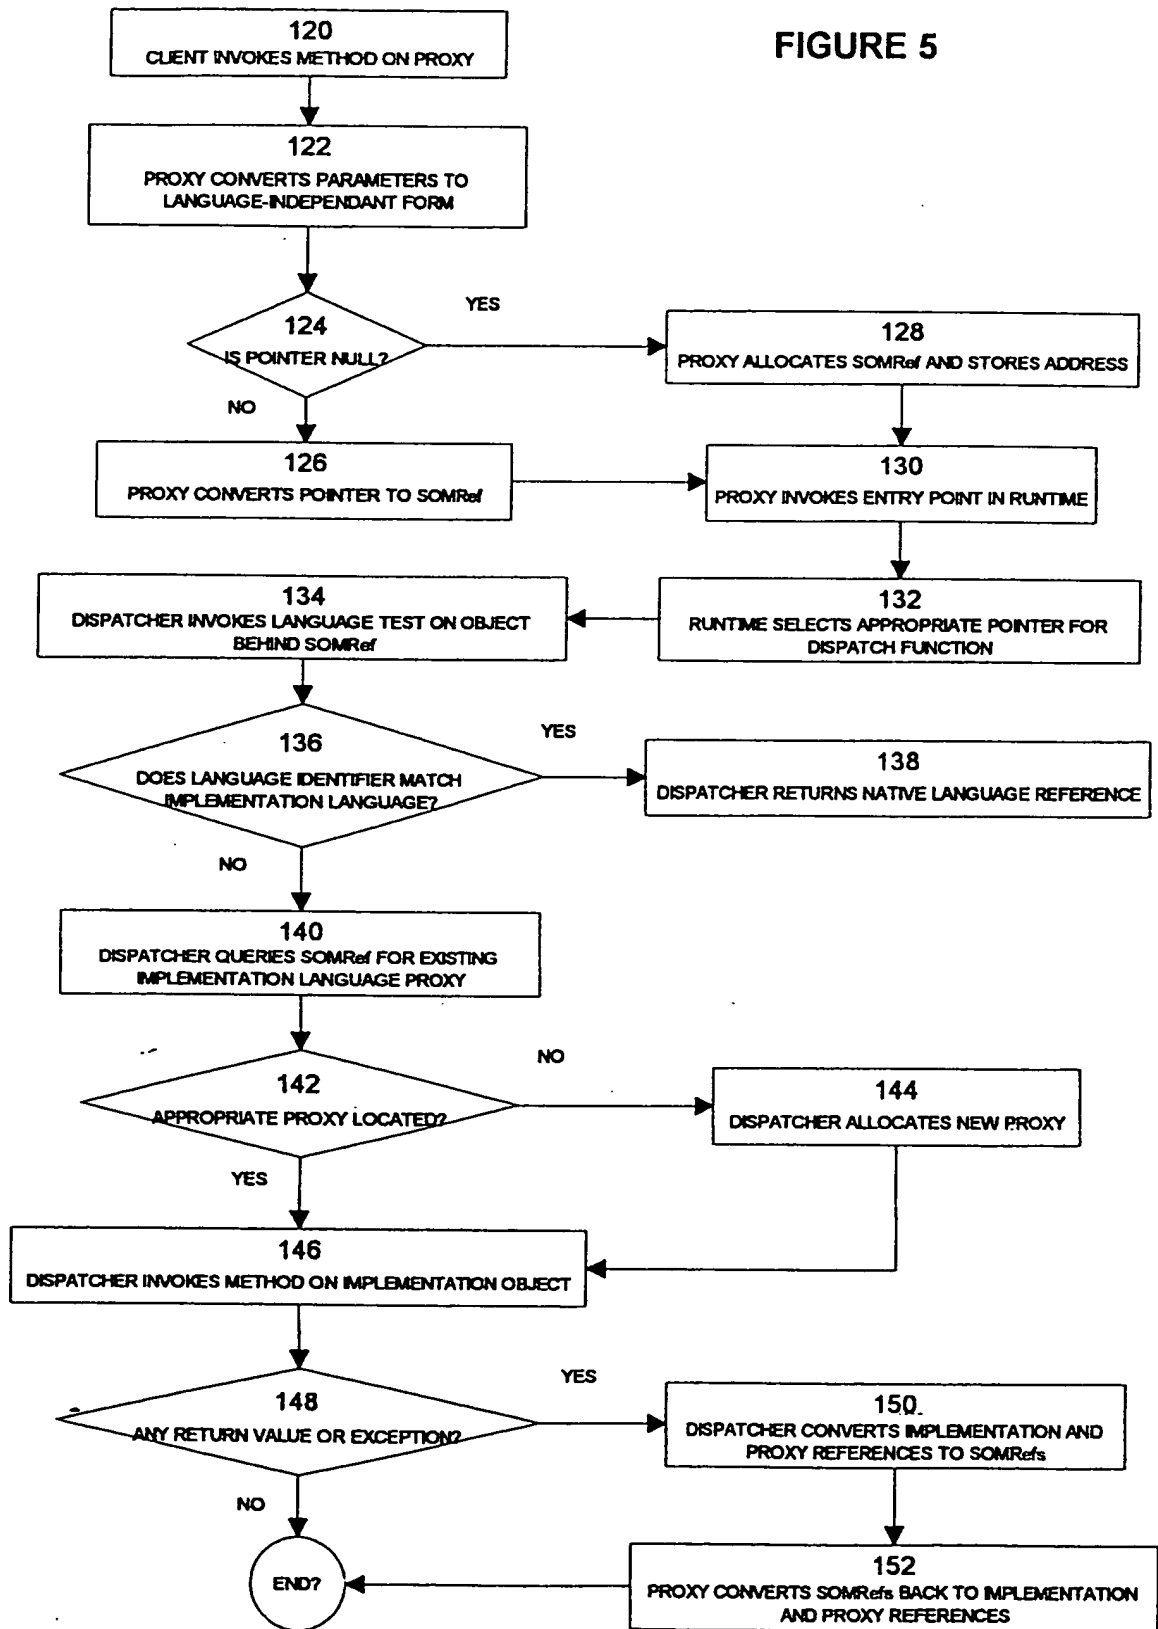 FIGURE 5
120
CLIENT INVOKES METHOD ON PROXY
122
PROXY CONVERTS PARAMETERS TO
LANGUAGE-INDEPENDANT FORM
124
IS POINTER NULL?
YES
NO
128
PROXY ALLOCATES SOMRef AND STORES ADDRESS
126
PROXY CONVERTS POINTER TO SOMRef
130
PROXY INVOKES ENTRY POINT IN RUNTIME
132
RUNTIME SELECTS APPROPRIATE POINTER FOR
DISPATCH FUNCTION
134
DISPATCHER INVOKES LANGUAGE TEST ON OBJECT
BEHIND SOMRef
136
DOES LANGUAGE IDENTIFIER MATCH
IMPLEMENTATION LANGUAGE?
YES
NO
138
DISPATCHER RETURNS NATIVE LANGUAGE REFERENCE
140
DISPATCHER QUERIES SOMRef FOR EXISTING
IMPLEMENTATION LANGUAGE PROXY
142
APPROPRIATE PROXY LOCATED?
NO
YES
144
DISPATCHER ALLOCATES NEW PROXY
146
DISPATCHER INVOKES METHOD ON IMPLEMENTATION OBJECT
148
ANY RETURN VALUE OR EXCEPTION?
YES
NO
150
DISPATCHER CONVERTS IMPLEMENTATION AND
PROXY REFERENCES TO SOMRefs
152
PROXY CONVERTS SOMRefs BACK TO IMPLEMENTATION
AND PROXY REFERENCES
END?